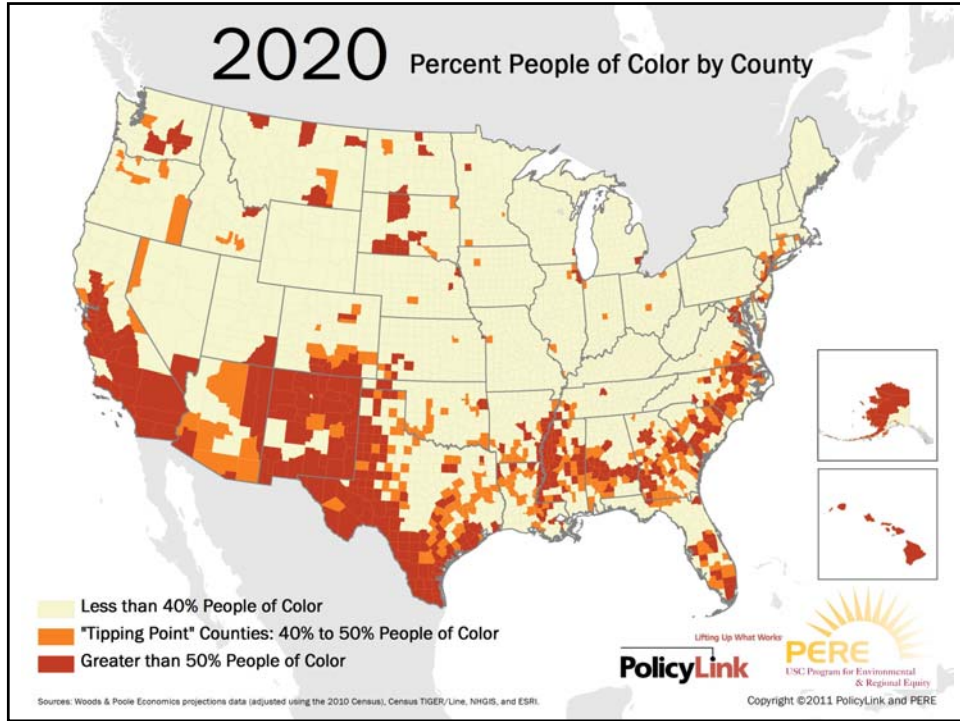 2020 Percent People of Color by County
Less than 40% People of Color
"Tipping Point" Counties: 40% to 50% People of Color
Greater than 50% People of Color
Lifting Up What Works
PolicyLink
PERE
USC Program for Environmental
& Regional Equity
Sources: Woods & Poole Economics projections data (adjusted using the 2010 Census), Census TIGER/Line, NHGIS, and ESRI.
Copyright ©2011 PolicyLink and PERE